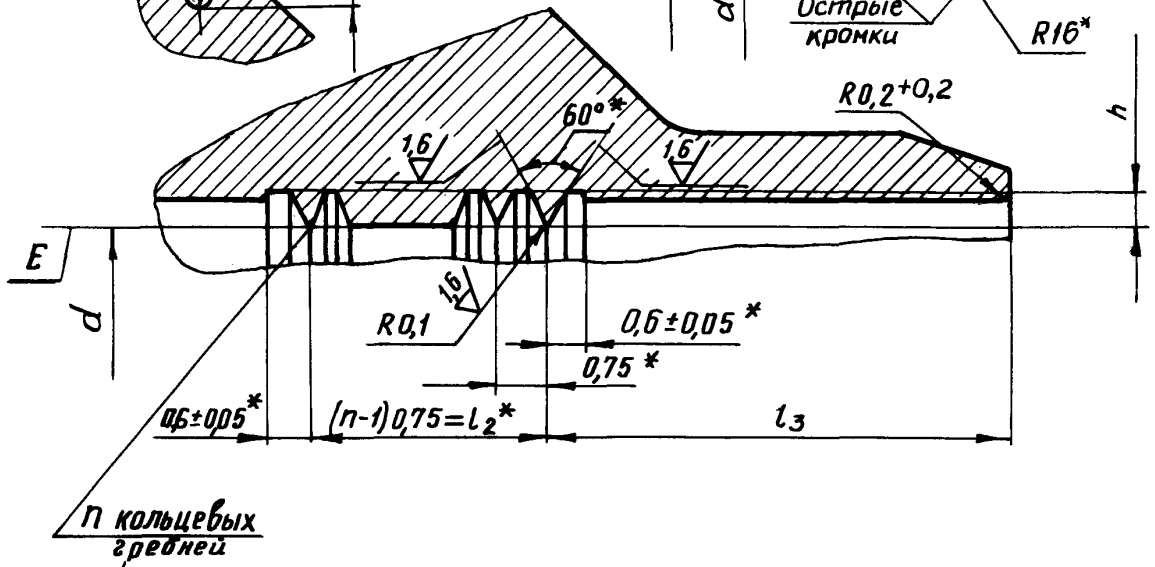 d
Острые
кромки
R16*
R0,2+0,2
h
60°*
1,6
1,6
E
d
1,6
R0,1
0,6±0,05*
0,75*
0,6±0,05*
(n-1)0,75=l2*
l3
n кольцевых
гребней